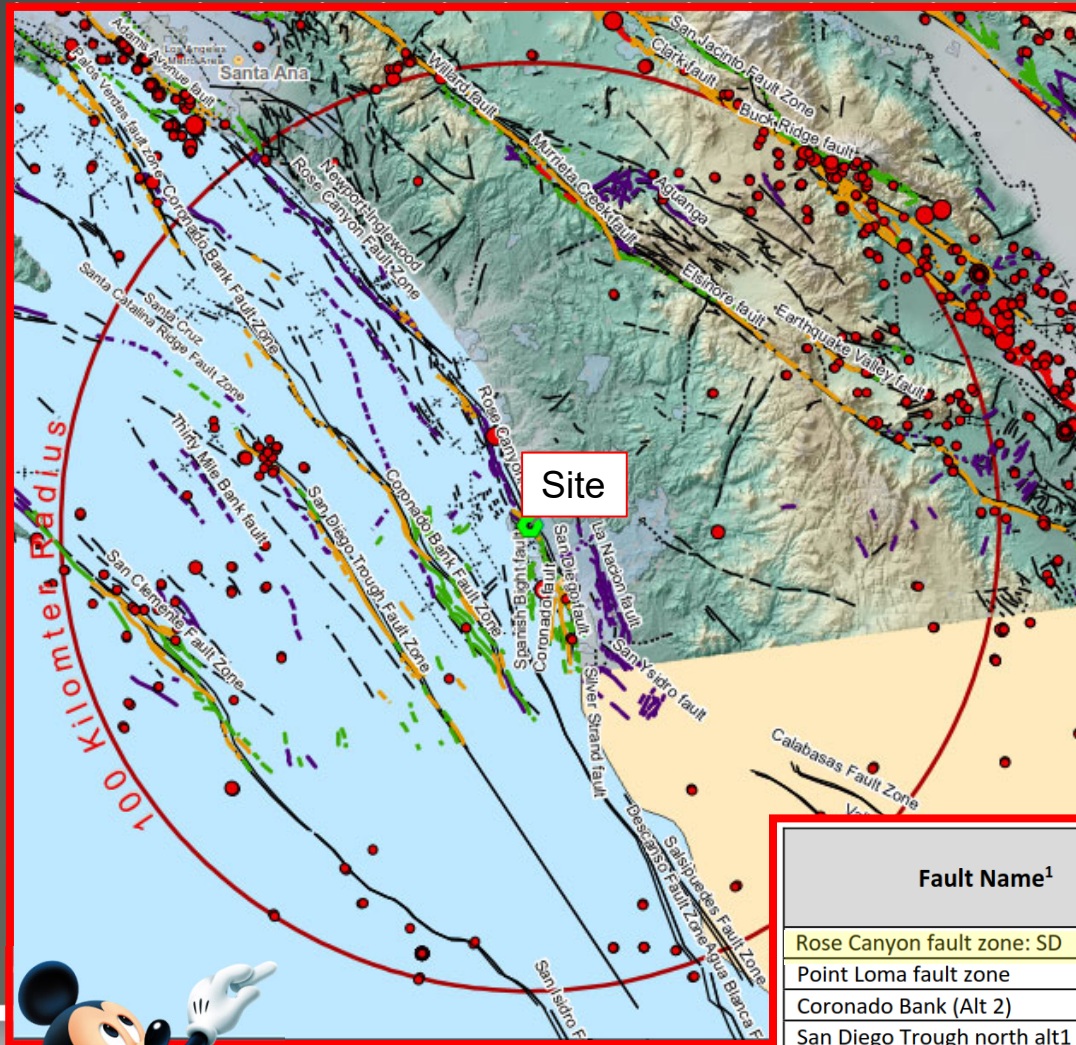 Adams Avenue fault
Los Angeles
Metro Area
Santa Ana
Palos Verdes fault zone
Willard fault
San Jacinto Fault Zone
Clark fault
Buck Ridge fault
Newport-Inglewood
Rose Canyon Fault Zone
Murrieta Creek fault
Aguanga
Coronado Bank Fault Zone
Elsinore fault
Santa Cruz
Santa Catalina Ridge Fault Zone
Earthquake Valley fault
Rose Canyon
Thirty Mile Bank fault
Site
100 Kilomter Radius
San Diego Trough Fault Zone
Coronado Bank Fault Zone
San Clemente Fault Zone
Spanish Bight fault
Coronado fault
San Diego fault
La Nacion fault
San Ysidro fault
Silver Strand fault
Calabasas Fault Zone
Descanso Fault Zone
Salsipuedes Fault Zone
Agua Blanca F
San Isidro F
Fault Name¹
Rose Canyon fault zone: SD
Point Loma fault zone
Coronado Bank (Alt 2)
San Diego Trough north alt1